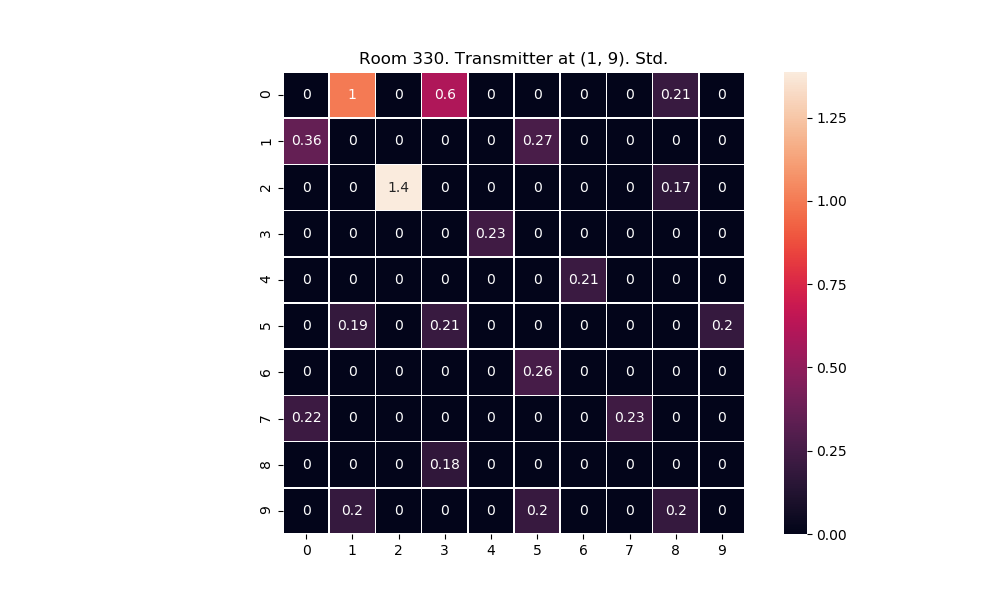 Room 330. Transmitter at (1, 9). Std.
0 0 1 0 0.6 0 0 0 0 0.21 0
1 0.36 0 0 0 0 0.27 0 0 0 0
2 0 0 1.4 0 0 0 0 0 0.17 0
3 0 0 0 0 0.23 0 0 0 0 0
4 0 0 0 0 0 0 0.21 0 0 0
5 0 0.19 0 0.21 0 0 0 0 0 0.2
6 0 0 0 0 0 0.26 0 0 0 0
7 0.22 0 0 0 0 0 0 0.23 0 0
8 0 0 0 0.18 0 0 0 0 0 0
9 0 0.2 0 0 0 0.2 0 0 0.2 0
0 1 2 3 4 5 6 7 8 9
1.25
1.00
0.75
0.50
0.25
0.00